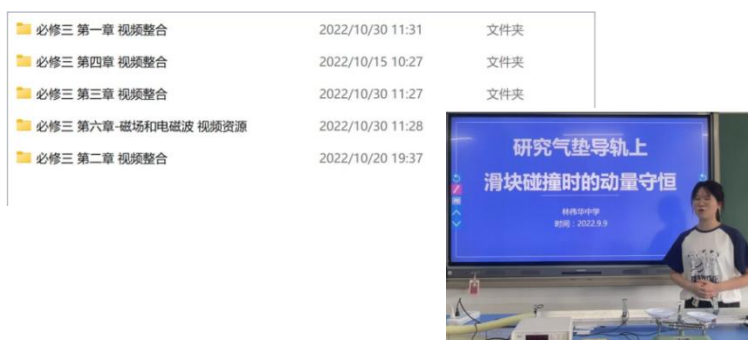 必修三 第一章 视频整合 2022/10/30 11:31 文件夹
必修三 第四章 视频整合 2022/10/15 10:27 文件夹
必修三 第三章 视频整合 2022/10/30 11:27 文件夹
必修三 第六章-磁场和电磁波 视频资源 2022/10/30 11:28
必修三 第二章 视频整合 2022/10/20 19:37
研究气垫导轨上
滑块碰撞时的动量守恒
林伟华中学
时间：2022.9.9